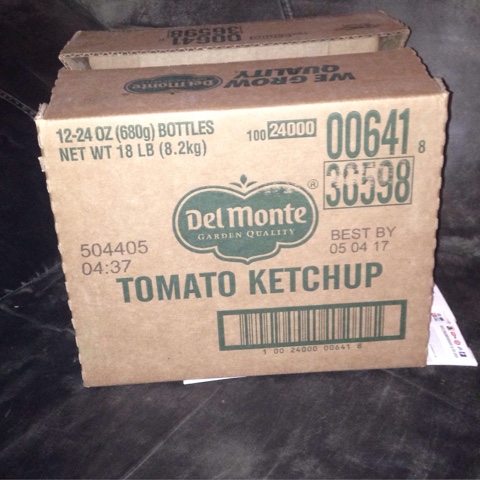 00641
36598
WE GROW
QUALITY
Del Monte
12-24 OZ (680g) BOTTLES
NET WT 18 LB (8.2kg)
100 24000 00641 8
36598
Del Monte ®
GARDEN QUALITY
504405
04:37
BEST BY
05 04 17
TOMATO KETCHUP
1 00 24000 00641 8